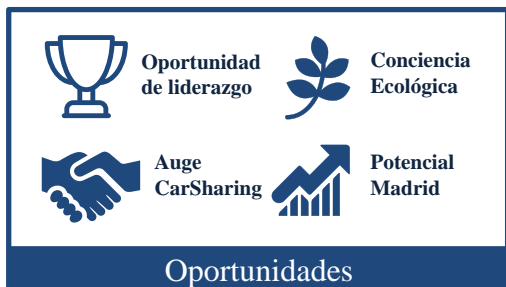 Oportunidad
de liderazgo
Conciencia
Ecológica
Auge
CarSharing
Potencial
Madrid
Oportunidades